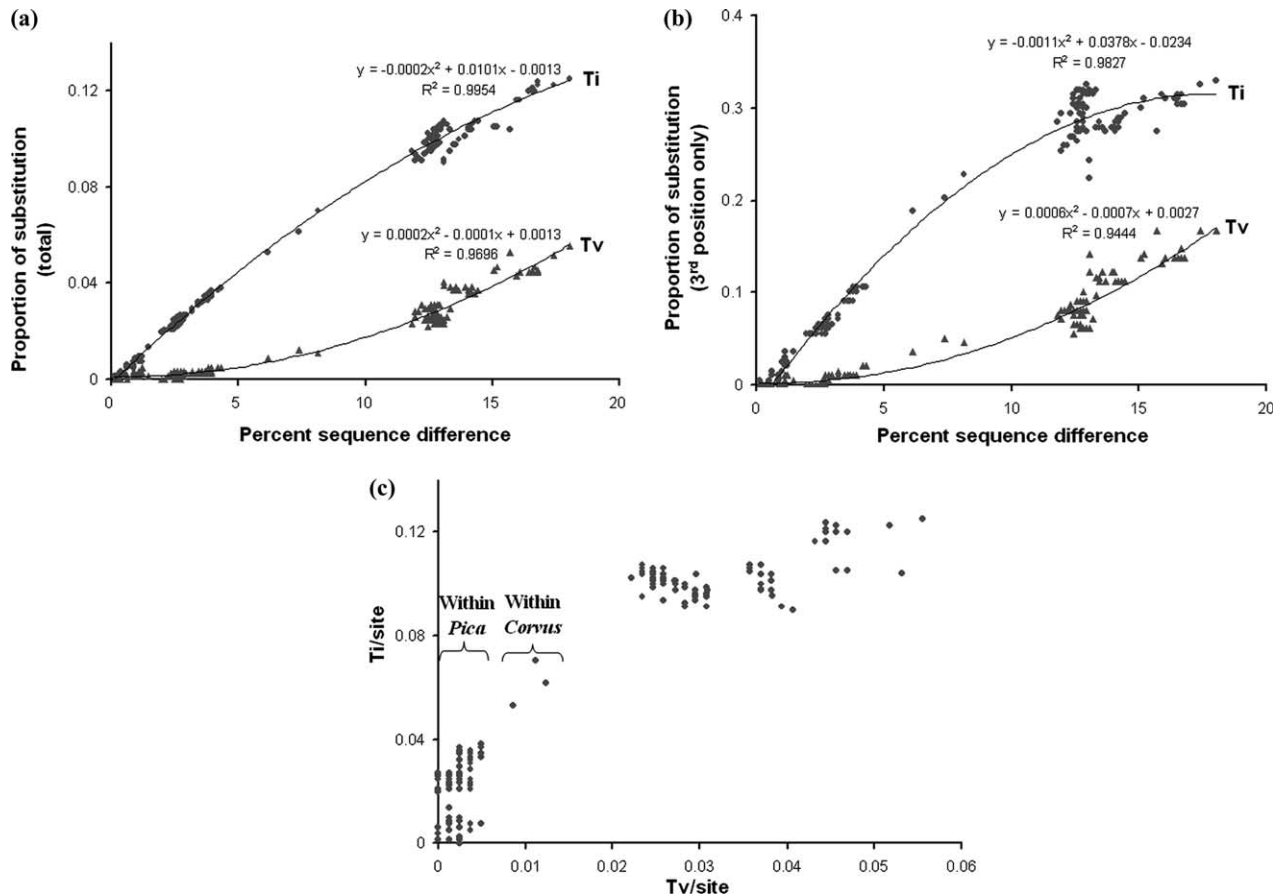 (a)
y = -0.0002x² + 0.0101x - 0.0013
R² = 0.9954
Ti
y = 0.0002x² - 0.0001x + 0.0013
R² = 0.9696
Tv
Proportion of substitution
(total)
0.12
0.08
0.04
0
0 5 10 15 20
Percent sequence difference
(b)
y = -0.0011x² + 0.0378x - 0.0234
R² = 0.9827
Ti
y = 0.0006x² - 0.0007x + 0.0027
R² = 0.9444
Tv
Proportion of substitution
(3rd position only)
0.4
0.3
0.2
0.1
0
0 5 10 15 20
Percent sequence difference
(c)
Within Within
Pica Corvus
Ti/site
0.12
0.08
0.04
0
0 0.01 0.02 0.03 0.04 0.05 0.06
Tv/site